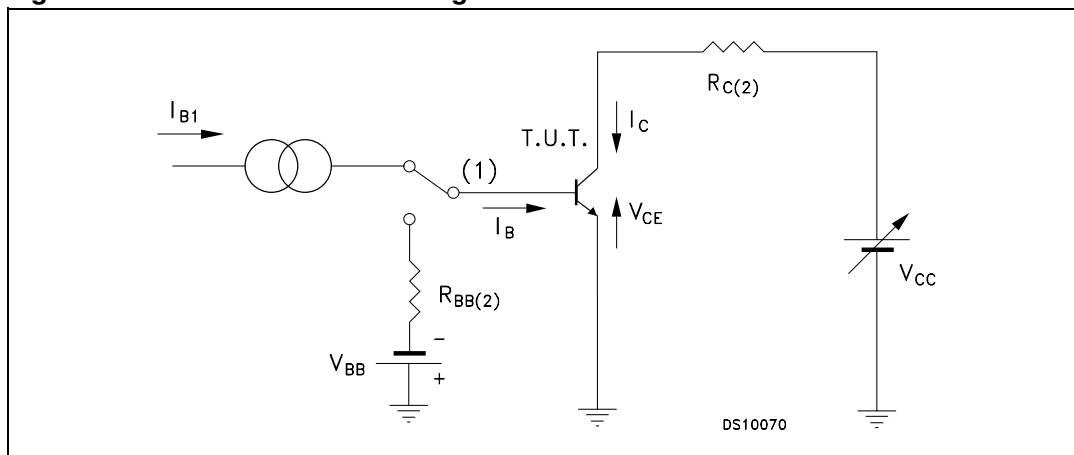 R_C(2)
I_B1
I_C
T.U.T.
(1)
I_B
V_CE
V_CC
R_BB(2)
V_BB
-
+
DS10070